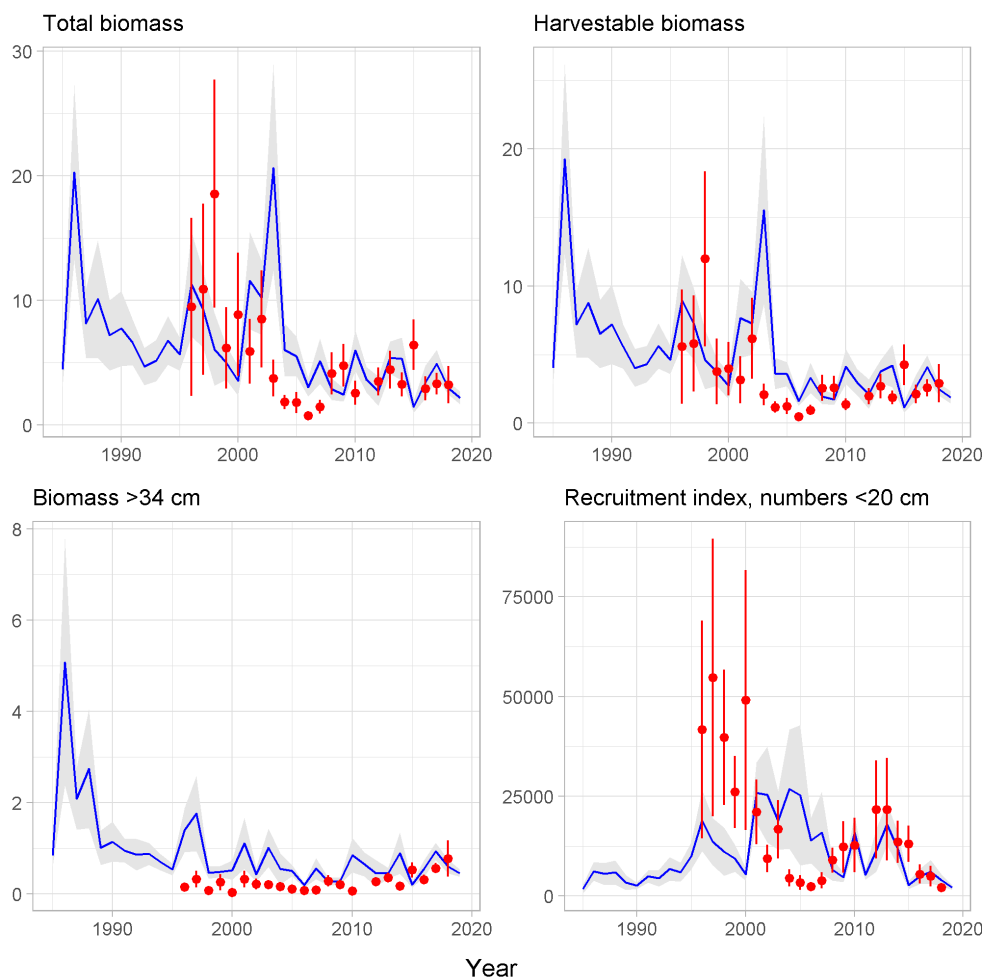 Total biomass
30
20
10
0
1990 2000 2010 2020
Harvestable biomass
20
10
0
1990 2000 2010 2020
Biomass >34 cm
8
6
4
2
0
1990 2000 2010 2020
Recruitment index, numbers <20 cm
75000
50000
25000
0
1990 2000 2010 2020
Year